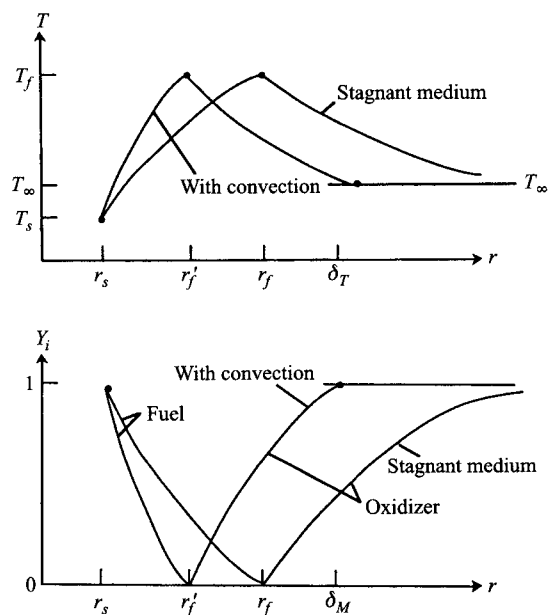 T
T_f
Stagnant medium
With convection
T_∞
T_∞
T_s
r_s r_f' r_f δ_T r
Y_i
With convection
1
Fuel
Stagnant medium
Oxidizer
0
r_s r_f' r_f δ_M r